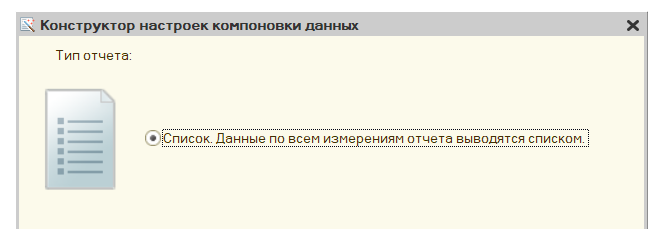 Конструктор настроек компоновки данных
Тип отчета:
Список. Данные по всем измерениям отчета выводятся списком.